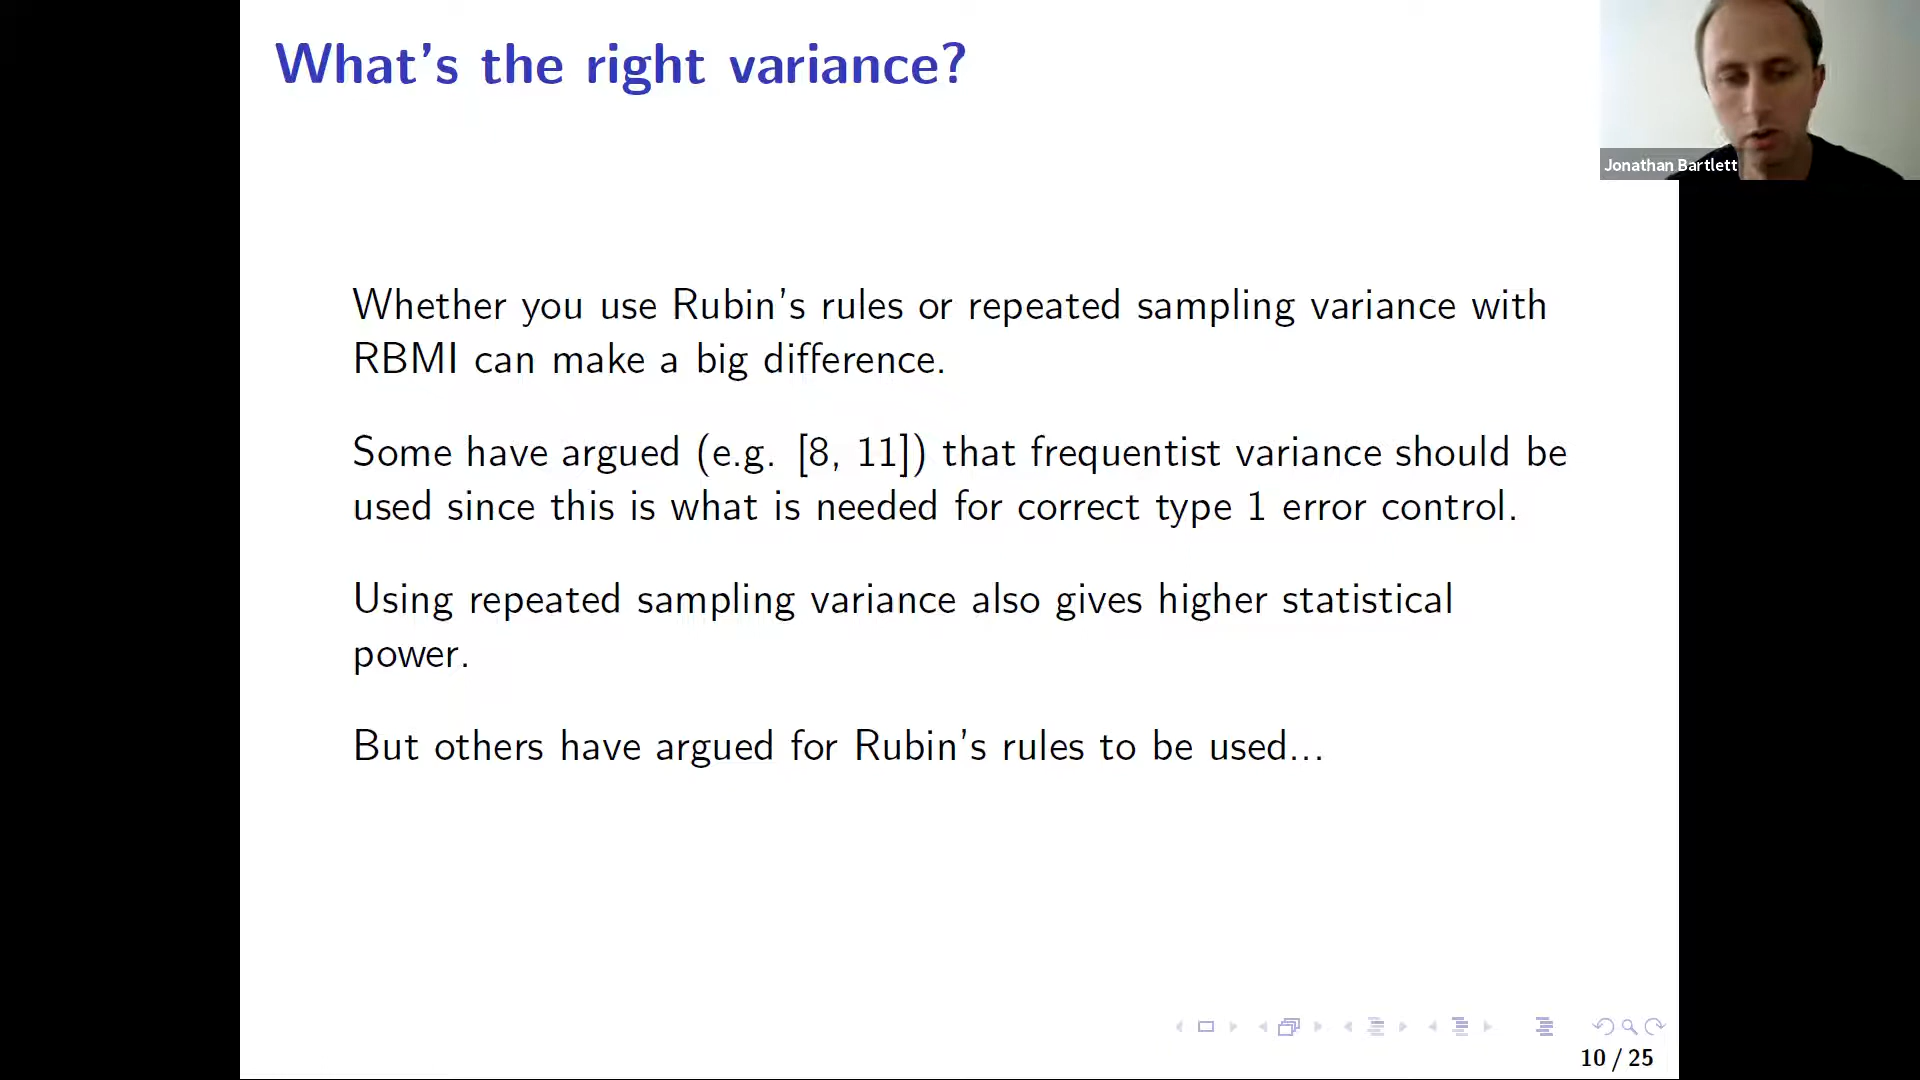 What's the right variance?
Jonathan Bartlett
Whether you use Rubin's rules or repeated sampling variance with
RBMI can make a big difference.
Some have argued (e.g. [8, 11]) that frequentist variance should be
used since this is what is needed for correct type 1 error control.
Using repeated sampling variance also gives higher statistical
power.
But others have argued for Rubin's rules to be used...
10 / 25